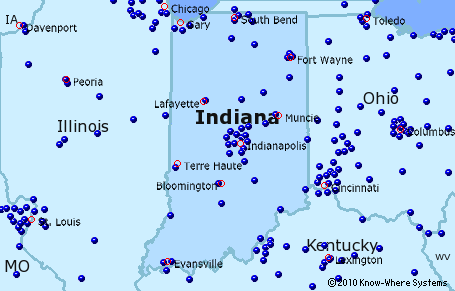 Chicago
IA
Davenport
Gary
South Bend
Toledo
Fort Wayne
Peoria
Lafayette
Indiana
Muncie
Ohio
Illinois
Columbus
Indianapolis
Terre Haute
Bloomington
Cincinnati
St. Louis
Kentucky
MO
Evansville
Lexington
WV
©2010 Know-Where Systems